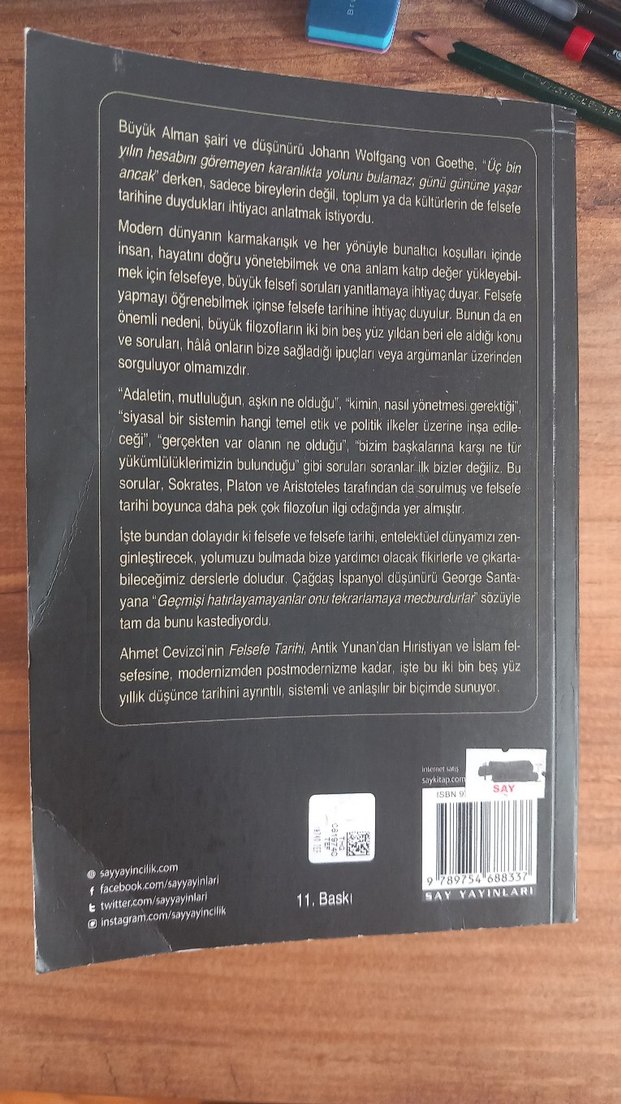 Büyük Alman şairi ve düşünürü Johann Wolfgang von Goethe, "Üç bin
yılın hesabını göremeyen karanlıkta yolunu bulamaz; günü gününe yaşar
ancak" derken, sadece bireylerin değil, toplum ya da kültürlerin de felsefe
tarihine duydukları ihtiyacı anlatmak istiyordu.
Modern dünyanın karmakarışık ve her yönüyle bunaltıcı koşulları içinde
insan, hayatını doğru yönetebilmek ve ona anlam katıp değer yükleyebil-
mek için felsefeye, büyük felsefi soruları yanıtlamaya ihtiyaç duyar. Felsefe
yapmayı öğrenebilmek içinse felsefe tarihine ihtiyaç duyulur. Bunun da en
önemli nedeni, büyük filozofların iki bin beş yüz yıldan beri ele aldığı konu
ve soruları, hâlâ onların bize sağladığı ipuçları veya argümanlar üzerinden
sorguluyor olmamızdır.
"Adaletin, mutluluğun, aşkın ne olduğu", "kimin, nasıl yönetmesi gerektiği",
"siyasal bir sistemin hangi temel etik ve politik ilkeler üzerine inşa edile-
ceği", "gerçekten var olanın ne olduğu", "bizim başkalarına karşı ne tür
yükümlülüklerimizin bulunduğu" gibi soruları soranlar ilk bizler değiliz. Bu
sorular, Sokrates, Platon ve Aristoteles tarafından da sorulmuş ve felsefe
tarihi boyunca daha pek çok filozofun ilgi odağında yer almıştır.
İşte bundan dolayıdır ki felsefe ve felsefe tarihi, entelektüel dünyamızı zen-
ginleştirecek, yolumuzu bulmada bize yardımcı olacak fikirlerle ve çıkarta-
bileceğimiz derslerle doludur. Çağdaş İspanyol düşünürü George Santa-
yana "Geçmişi hatırlayamayanlar onu tekrarlamaya mecburdurlar" sözüyle
tam da bunu kastediyordu.
Ahmet Cevizci'nin Felsefe Tarihi, Antik Yunan'dan Hıristiyan ve İslam fel-
sefesine, modernizmden postmodernizme kadar, işte bu iki bin beş yüz
yıllık düşünce tarihini ayrıntılı, sistemli ve anlaşılır bir biçimde sunuyor.
internet satış
saykitap.com
SAY
ISBN 9
9 789754 688337
SAY YAYINLARI
THG
TEF
0619740
11. Baskı
sayyayincilik.com
facebook.com/sayyayinlari
twitter.com/sayyayinlari
instagram.com/sayyayincilik